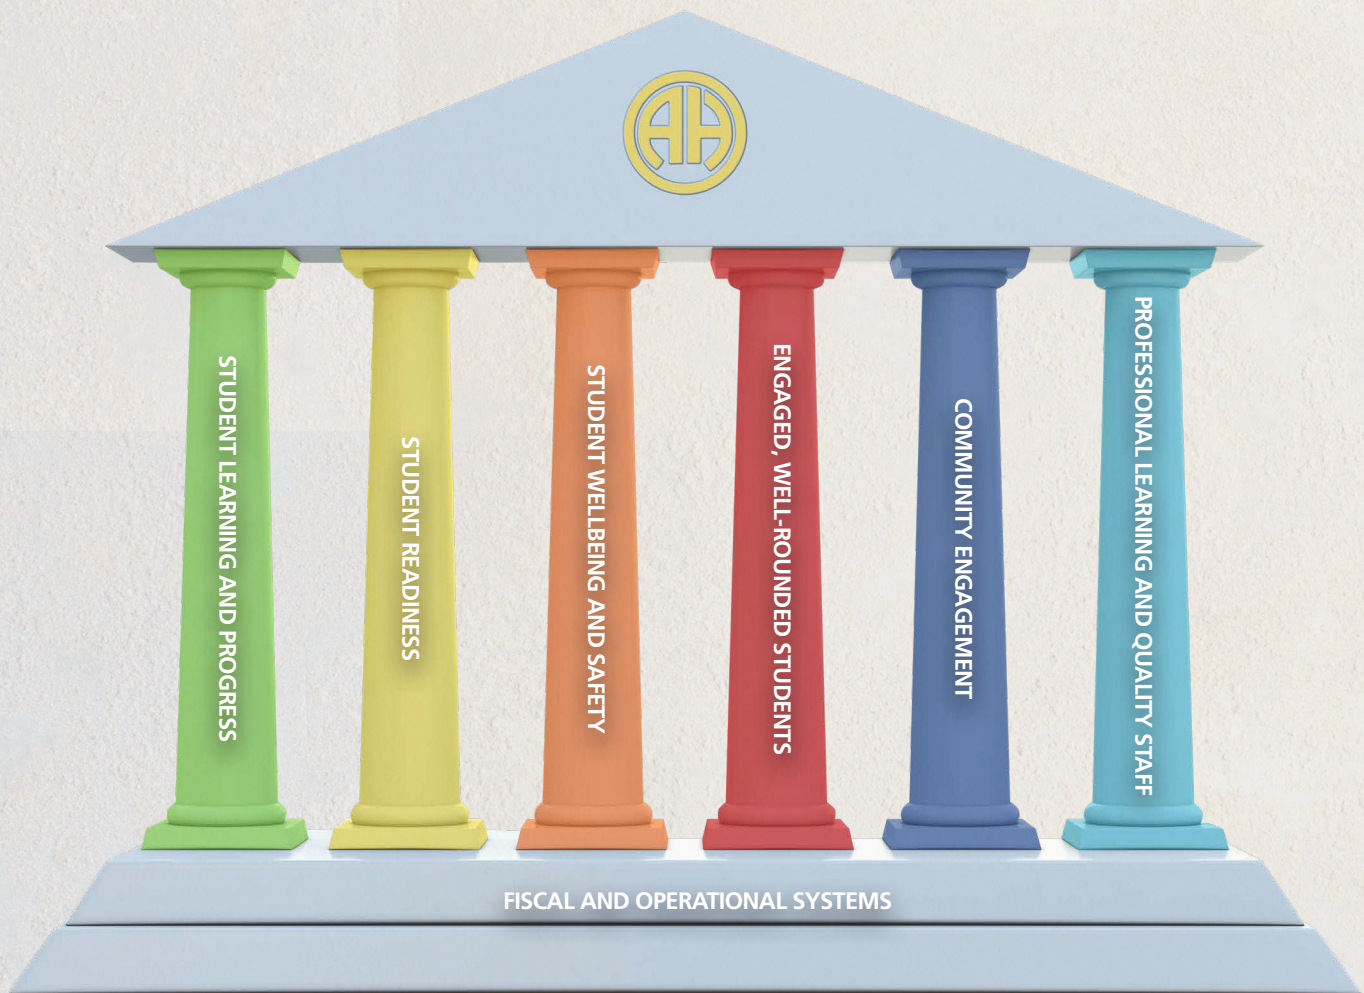 AH
STUDENT LEARNING AND PROGRESS
STUDENT READINESS
STUDENT WELLBEING AND SAFETY
ENGAGED, WELL-ROUNDED STUDENTS
COMMUNITY ENGAGEMENT
PROFESSIONAL LEARNING AND QUALITY STAFF
FISCAL AND OPERATIONAL SYSTEMS